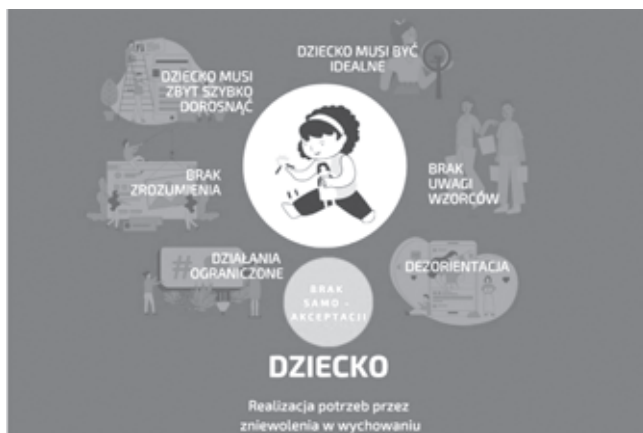 DZIECKO MUSI BYĆ
IDEALNE
DZIECKO MUSI
ZBYT SZYBKO
DOROSNĄĆ
BRAK
ZROZUMIENIA
BRAK
UWAGI
WZORCÓW
DZIAŁANIA
OGRANICZONE
DEZORIENTACJA
BRAK
SAMO -
AKCEPTACJI
DZIECKO
Realizacja potrzeb przez
zniewolenia w wychowaniu